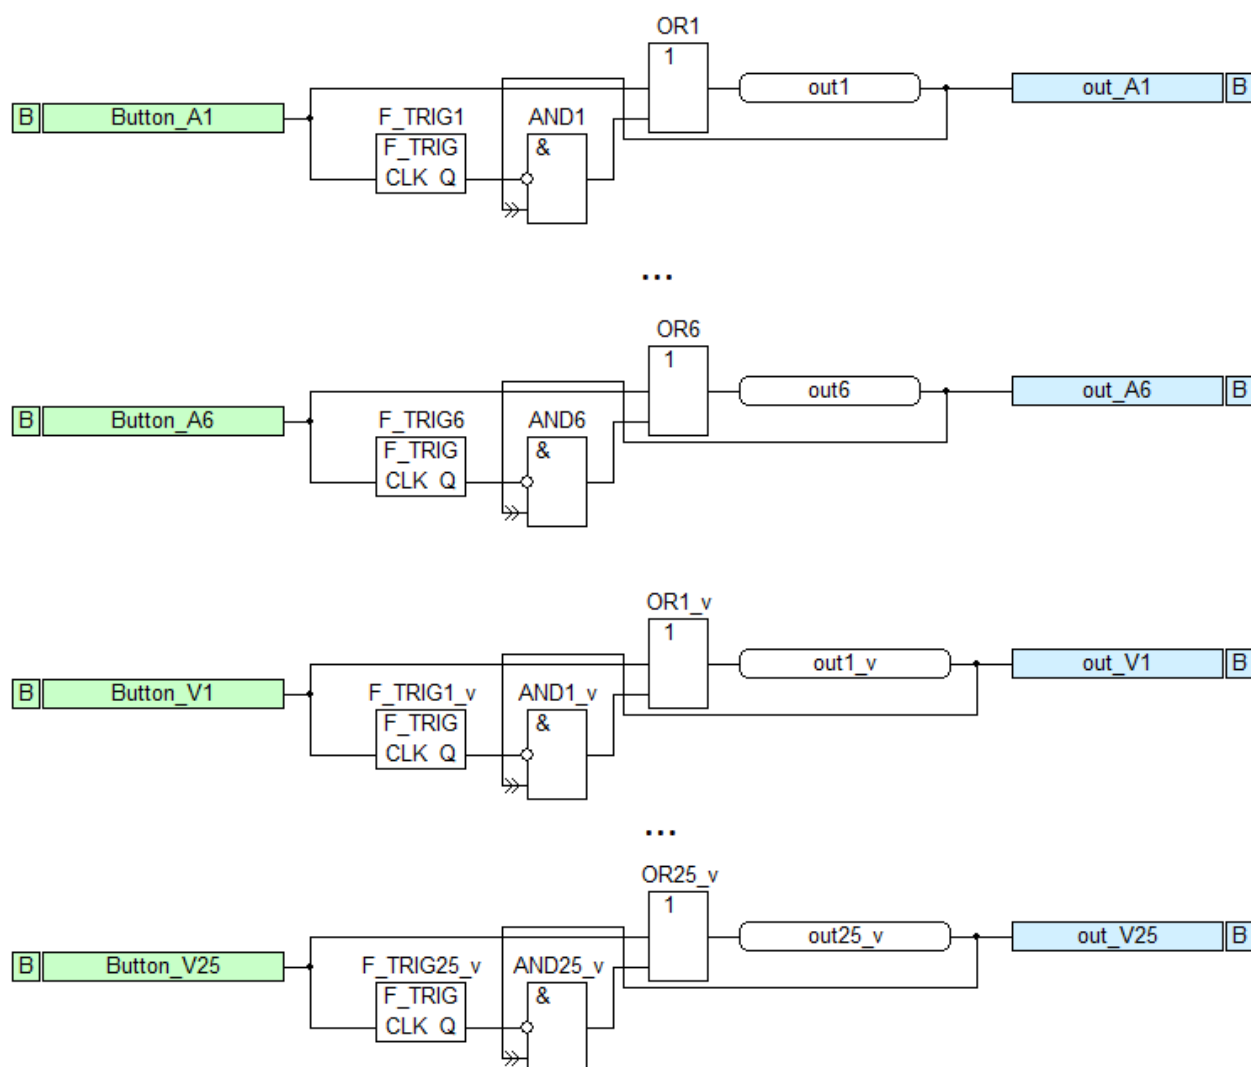 OR1
1
out1
out_A1 B
B Button_A1
F_TRIG1 AND1
F_TRIG &
CLK Q
...
OR6
1
out6
out_A6 B
B Button_A6
F_TRIG6 AND6
F_TRIG &
CLK Q
OR1_v
1
out1_v
out_V1 B
B Button_V1
F_TRIG1_v AND1_v
F_TRIG &
CLK Q
...
OR25_v
1
out25_v
out_V25 B
B Button_V25
F_TRIG25_v AND25_v
F_TRIG &
CLK Q